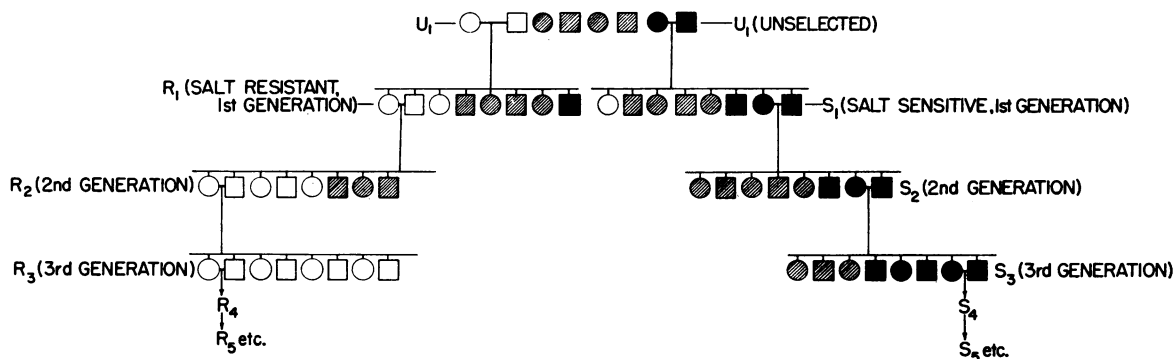 U₁ U₁ (UNSELECTED)
R₁ (SALT RESISTANT,
1st GENERATION) S₁ (SALT SENSITIVE, 1st GENERATION)
R₂ (2nd GENERATION) S₂ (2nd GENERATION)
R₃ (3rd GENERATION) S₃ (3rd GENERATION)
R₄ S₄
R₅ etc. S₅ etc.